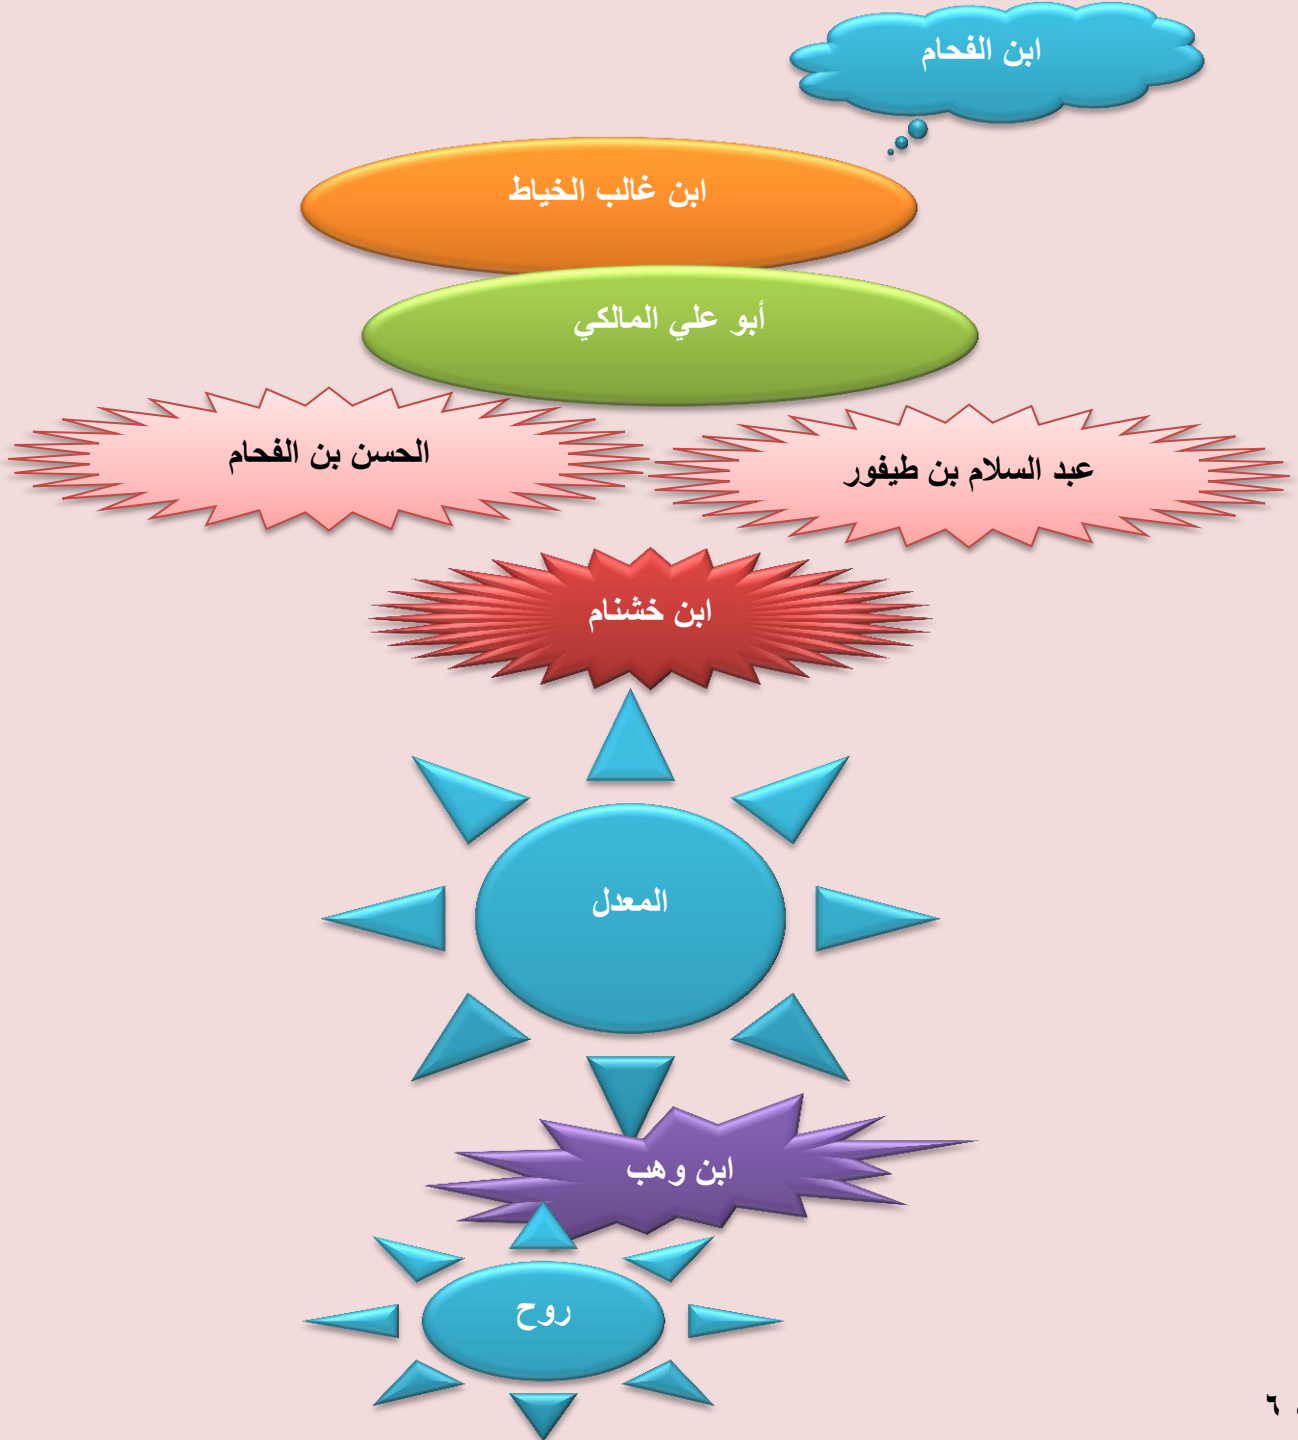 ابن الفحام
ابن غالب الخياط
أبو علي المالكي
الحسن بن الفحام
عبد السلام بن طيفور
ابن خشنام
المعدل
ابن وهب
روح
٦